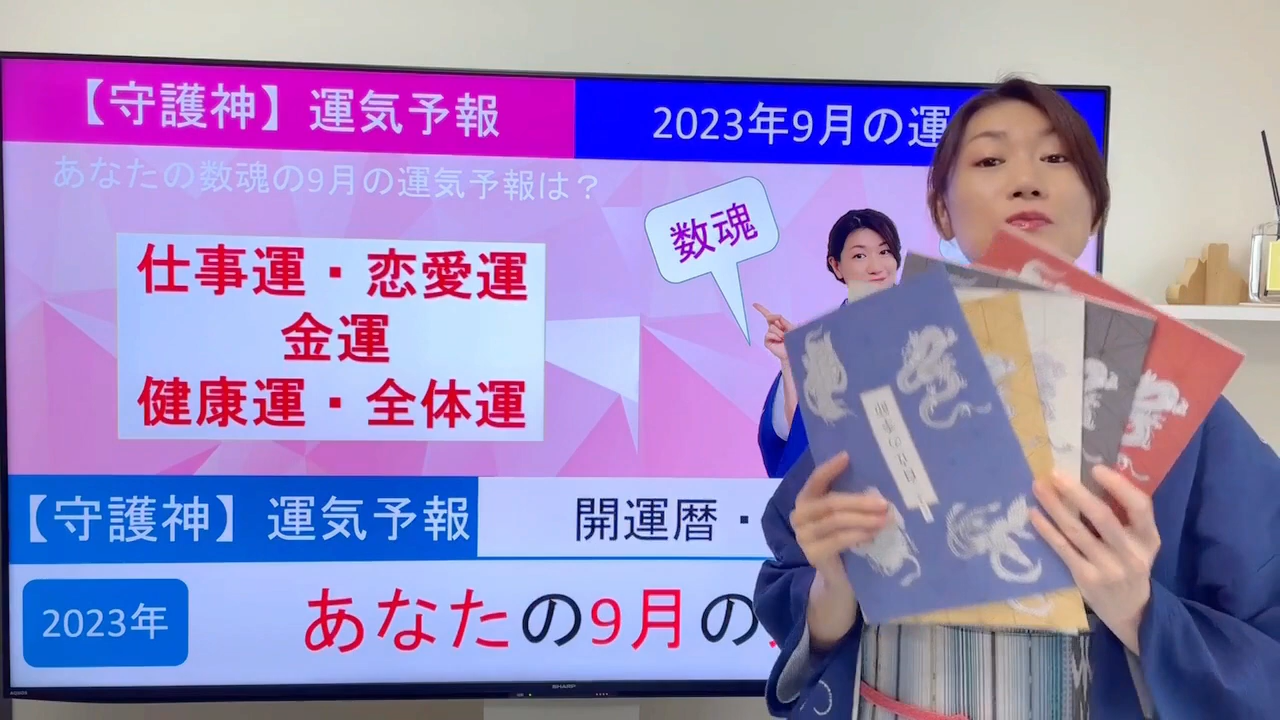 【守護神】運気予報
2023年9月の運
あなたの数魂の9月の運気予報は？
数魂
仕事運・恋愛運
金運
健康運・全体運
【守護神】運気予報
開運暦・
2023年
あなたの9月の
SHARP
AQUOS